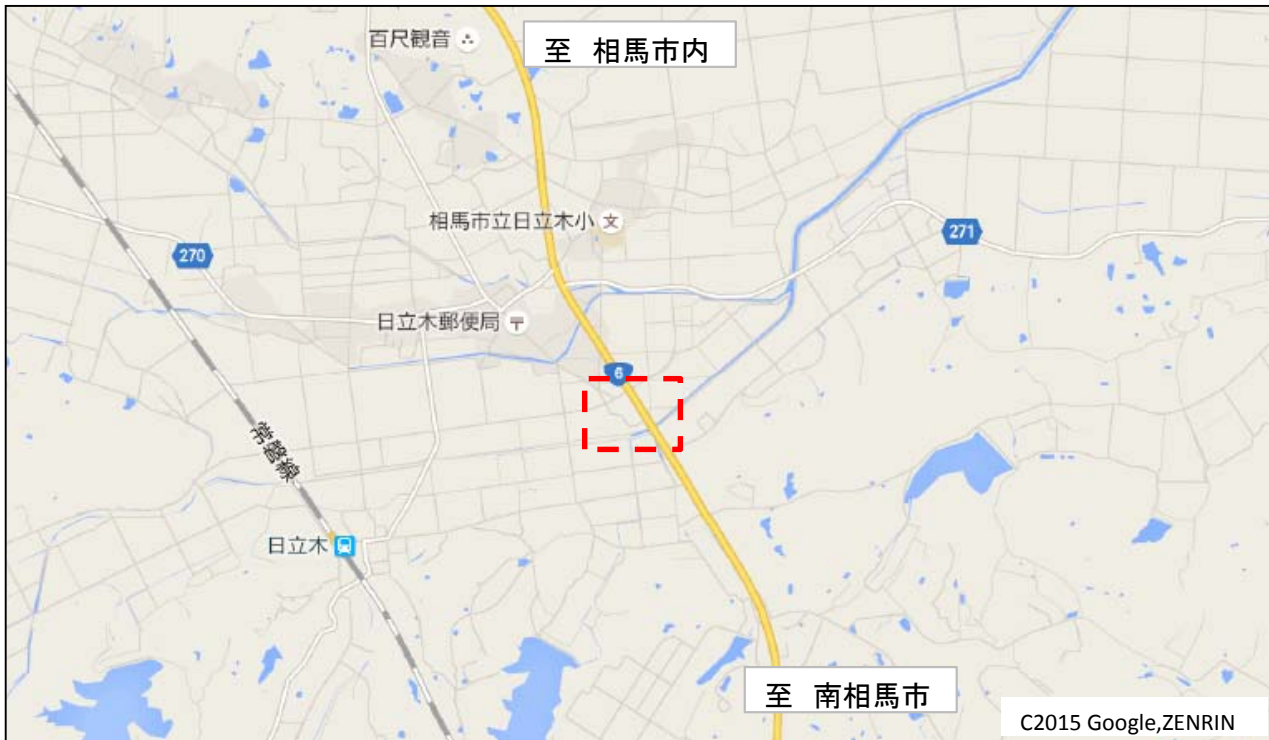 百尺観音
至 相馬市内
相馬市立日立木小 文
271
270
日立木郵便局 〒
6
常磐線
日立木
至 南相馬市
C2015 Google,ZENRIN